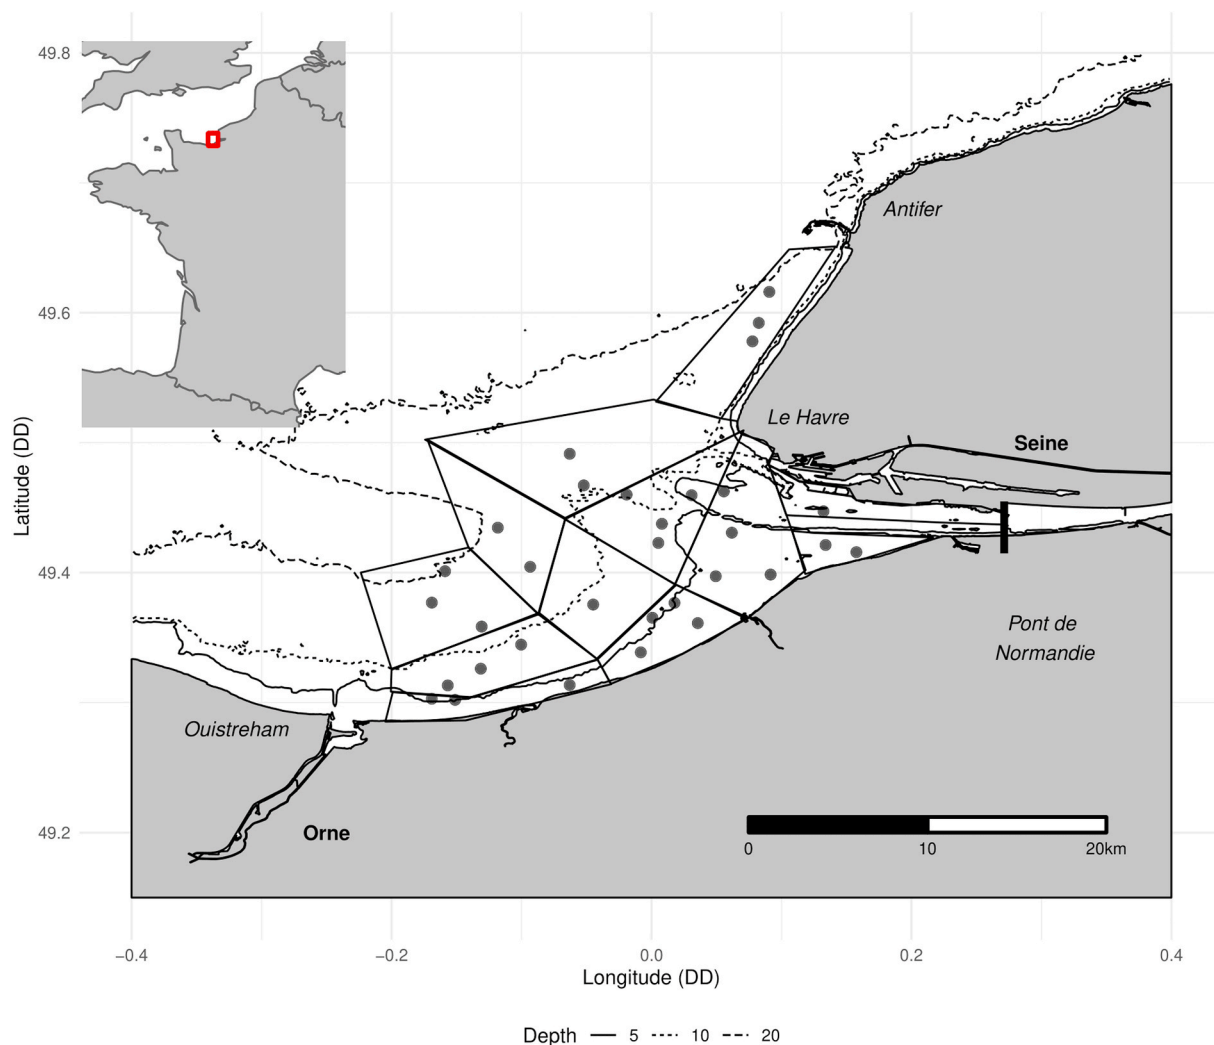 49.8
Antifer
49.6
Le Havre
Seine
Latitude (DD)
49.4
Pont de
Normandie
Ouistreham
49.2
Orne
0
10
20km
−0.4
−0.2
0.0
0.2
0.4
Longitude (DD)
Depth 5 10 20